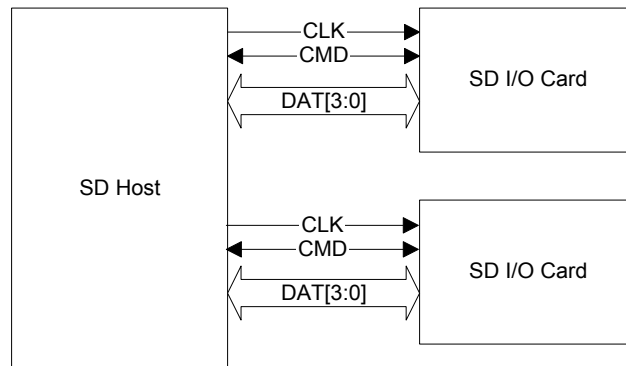 CLK
CMD
DAT[3:0]
SD I/O Card
SD Host
CLK
CMD
DAT[3:0]
SD I/O Card